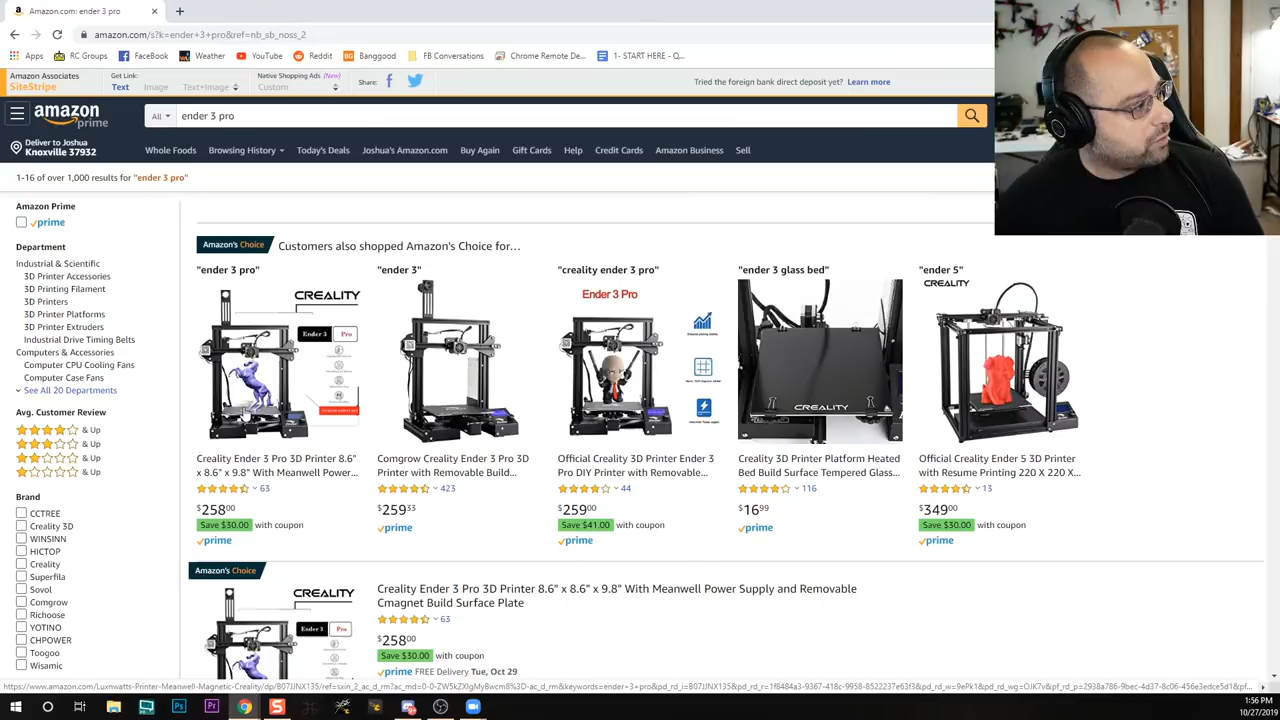 Amazon.com: ender 3 pro
amazon.com/s?k=ender+3+pro&ref=nb_sb_noss_2
Apps RC Groups FaceBook Weather YouTube Reddit Banggood FB Conversations Chrome Remote De... 1- START HERE - Q...
Amazon Associates
SiteStripe
Get Link:
Text Image Text+Image
Native Shopping Ads (New)
Custom
Share:
Tried the foreign bank direct deposit yet? Learn more
amazon
prime
All ender 3 pro
Deliver to Joshua
Knoxville 37932
Whole Foods Browsing History Today's Deals Joshua's Amazon.com Buy Again Gift Cards Help Credit Cards Amazon Business Sell
1-16 of over 1,000 results for "ender 3 pro"
Amazon Prime
prime
Department
Industrial & Scientific
3D Printer Accessories
3D Printing Filament
3D Printers
3D Printer Platforms
3D Printer Extruders
Industrial Drive Timing Belts
Computers & Accessories
Computer CPU Cooling Fans
Computer Case Fans
See All 20 Departments
Avg. Customer Review
& Up
& Up
& Up
& Up
Brand
CCTREE
Creality 3D
WINSINN
HICTOP
Creality
Superfila
Sovol
Comgrow
Richoose
YOTINO
CHPOWER
Toogoo
Wisamic
Amazon's Choice Customers also shopped Amazon's Choice for...
"ender 3 pro"
CREALITY
Ender 3 Pro
Creality Ender 3 Pro 3D Printer 8.6"
x 8.6" x 9.8" With Meanwell Power...
63
$25800
Save $30.00 with coupon
prime
"ender 3"
Comgrow Creality Ender 3 Pro 3D
Printer with Removable Build...
423
$25933
prime
"creality ender 3 pro"
Ender 3 Pro
Official Creality 3D Printer Ender 3
Pro DIY Printer with Removable...
44
$25900
Save $41.00 with coupon
prime
"ender 3 glass bed"
CREALITY
Creality 3D Printer Platform Heated
Bed Build Surface Tempered Glass...
116
$1699
prime
"ender 5"
CREALITY
Official Creality Ender 5 3D Printer
with Resume Printing 220 X 220 X...
13
$34900
Save $30.00 with coupon
prime
Amazon's Choice
CREALITY
Ender 3 Pro
Creality Ender 3 Pro 3D Printer 8.6" x 8.6" x 9.8" With Meanwell Power Supply and Removable
Cmagnet Build Surface Plate
63
$25800
Save $30.00 with coupon
prime FREE Delivery Tue, Oct 29
1:56 PM
10/27/2019